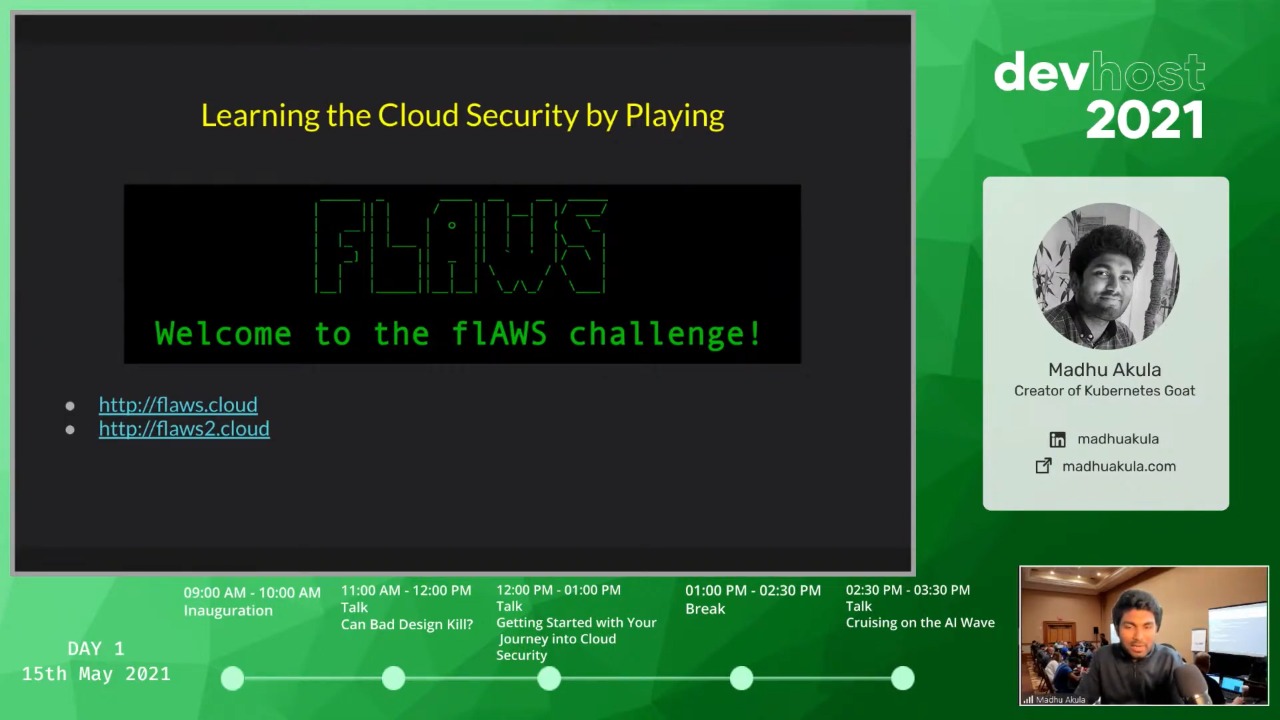 Learning the Cloud Security by Playing
FLAWS
Welcome to the flAWS challenge!
http://flaws.cloud
http://flaws2.cloud
devhost
2021
Madhu Akula
Creator of Kubernetes Goat
madhuakula
madhuakula.com
DAY 1
15th May 2021
09:00 AM - 10:00 AM
Inauguration
11:00 AM - 12:00 PM
Talk
Can Bad Design Kill?
12:00 PM - 01:00 PM
Talk
Getting Started with Your
Journey into Cloud
Security
01:00 PM - 02:30 PM
Break
02:30 PM - 03:30 PM
Talk
Cruising on the AI Wave
Madhu Akula